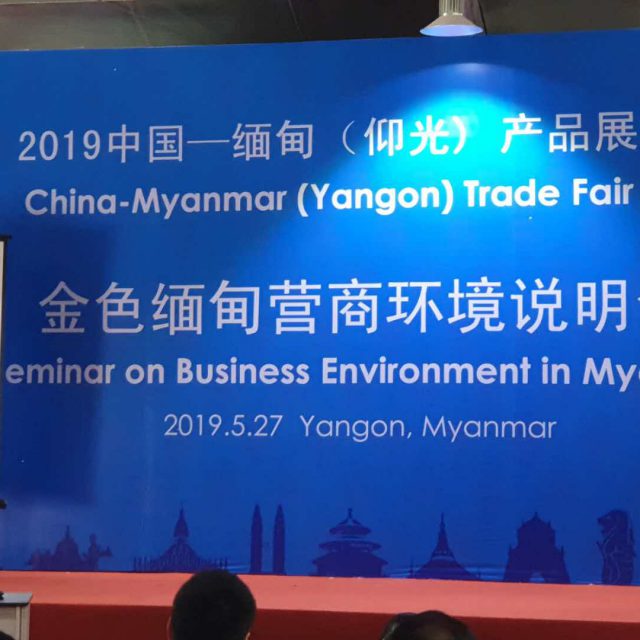 2019中国—缅甸（仰光）产品展
China-Myanmar (Yangon) Trade Fair
金色缅甸营商环境说明
eminar on Business Environment in My
2019.5.27 Yangon, Myanmar